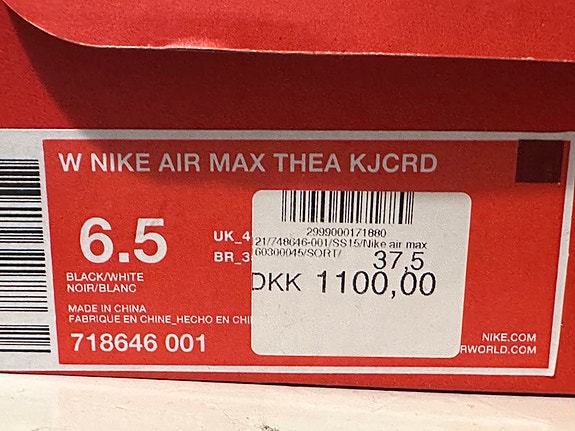 W NIKE AIR MAX THEA KJCRD
6.5
UK_4
BR_3
BLACK/WHITE
NOIR/BLANC
MADE IN CHINA
FABRIQUE EN CHINE_HECHO EN CHI
718646 001
2999000171880
21/748646-001/SS15/Nike air max
60300045/SORT/
37,5
DKK 1100,00
NIKE.COM
RWORLD.COM